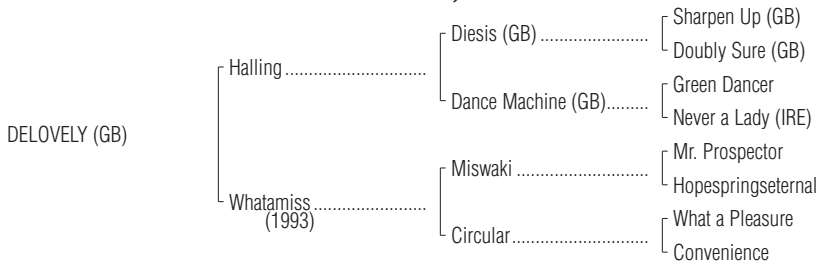 Sharpen Up (GB)
Diesis (GB) ......................
Doubly Sure (GB)
Halling .............................
Green Dancer
Dance Machine (GB).........
Never a Lady (IRE)
DELOVELY (GB)
Mr. Prospector
Miswaki ...........................
Hopespringseternal
Whatamiss .......................
(1993)
What a Pleasure
Circular............................
Convenience